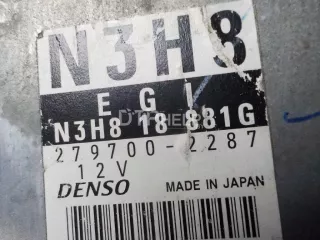 N3H8
EGI
N3H8 18 881G
279700-2287
12V
DENSO MADE IN JAPAN